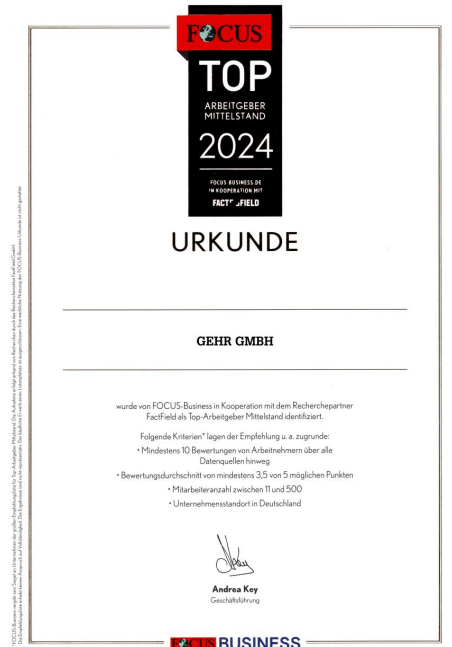 FOCUS
TOP
ARBEITGEBER
MITTELSTAND
2024
FOCUS-BUSINESS.DE
IN KOOPERATION MIT
FACTFIELD
URKUNDE
GEHR GMBH
wurde von FOCUS-Business in Kooperation mit dem Recherchepartner
FactField als Top-Arbeitgeber Mittelstand identifiziert.
Folgende Kriterien* lagen der Empfehlung u. a. zugrunde:
• Mindestens 10 Bewertungen von Arbeitnehmern über alle
Datenquellen hinweg
• Bewertungsdurchschnitt von mindestens 3,5 von 5 möglichen Punkten
• Mitarbeiteranzahl zwischen 11 und 500
• Unternehmensstandort in Deutschland
Andrea Key
Geschäftsführung
FOCUS BUSINESS